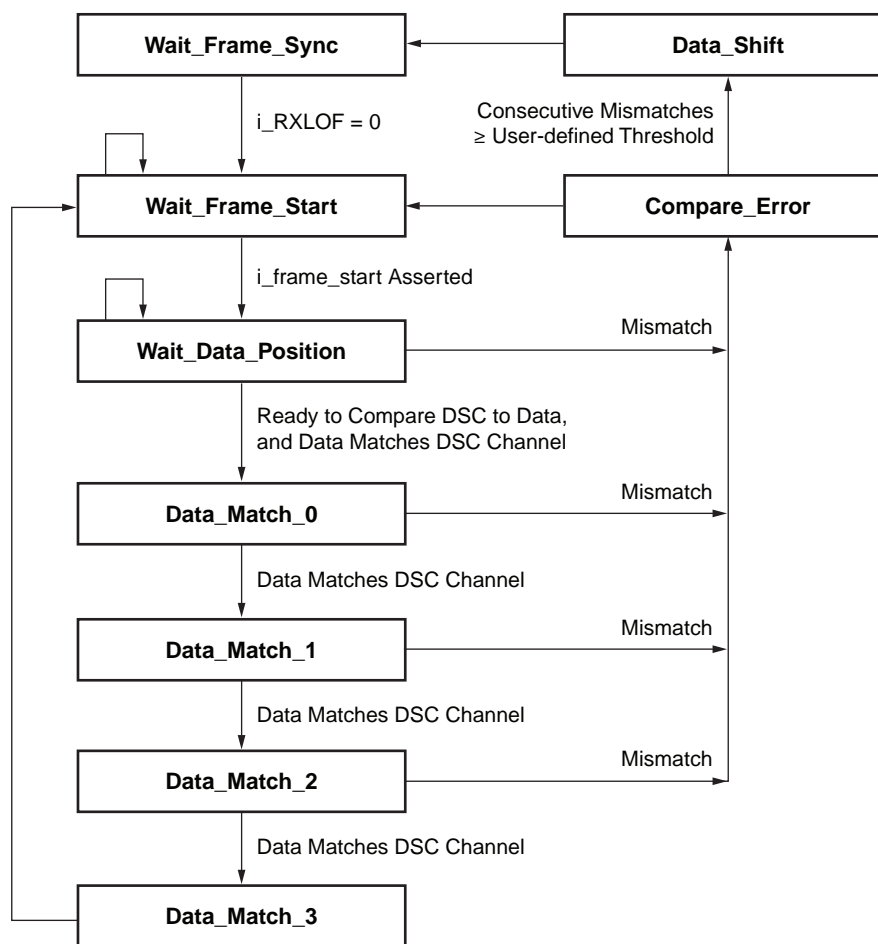 Wait_Frame_Sync
Data_Shift
i_RXLOF = 0
Consecutive Mismatches
≥ User-defined Threshold
Wait_Frame_Start
Compare_Error
i_frame_start Asserted
Wait_Data_Position
Mismatch
Ready to Compare DSC to Data,
and Data Matches DSC Channel
Data_Match_0
Mismatch
Data Matches DSC Channel
Data_Match_1
Mismatch
Data Matches DSC Channel
Data_Match_2
Mismatch
Data Matches DSC Channel
Data_Match_3